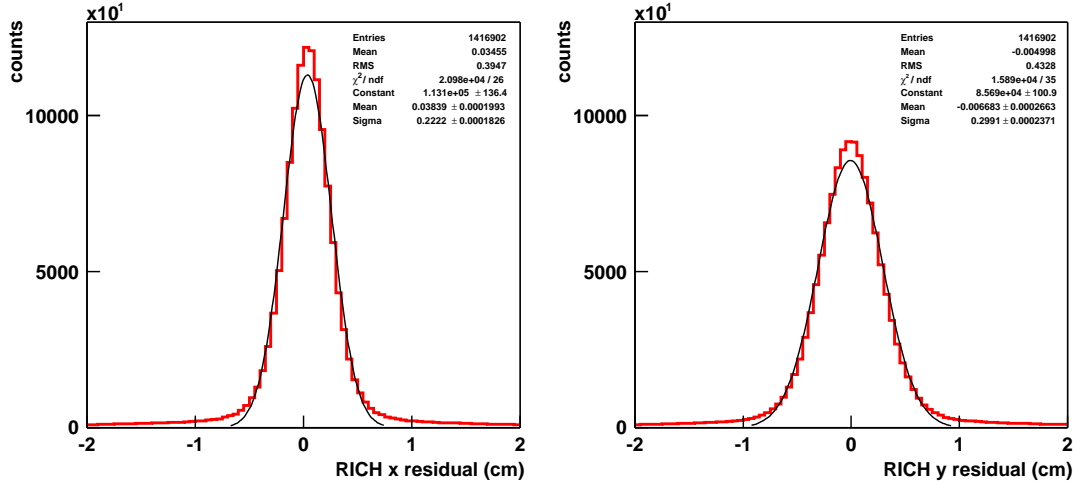 ×10¹
counts
10000
5000
0
-2 -1 0 1 2
RICH x residual (cm)
Entries 1416902
Mean 0.03455
RMS 0.3947
χ²/ ndf 2.098e+04 / 26
Constant 1.131e+05 ± 136.4
Mean 0.03839 ± 0.0001993
Sigma 0.2222 ± 0.0001826
×10¹
counts
10000
5000
0
-2 -1 0 1 2
RICH y residual (cm)
Entries 1416902
Mean -0.004998
RMS 0.4328
χ²/ ndf 1.589e+04 / 35
Constant 8.569e+04 ± 100.9
Mean -0.006683 ± 0.0002663
Sigma 0.2991 ± 0.0002371